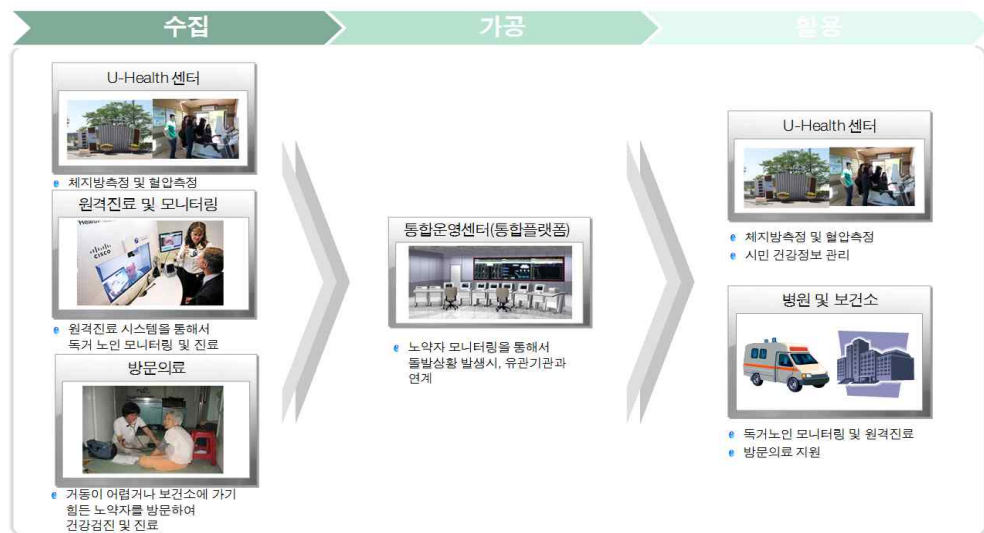 수집
가공
활용
U-Health 센터
체지방측정 및 혈압측정
원격진료 및 모니터링
CISCO
원격진료 시스템을 통해서
독거 노인 모니터링 및 진료
방문의료
거동이 어렵거나 보건소에 가기
힘든 노약자를 방문하여
건강검진 및 진료
통합운영센터(통합플랫폼)
노약자 모니터링을 통해서
돌발상황 발생시, 유관기관과
연계
U-Health 센터
체지방측정 및 혈압측정
시민 건강정보 관리
병원 및 보건소
독거노인 모니터링 및 원격진료
방문의료 지원